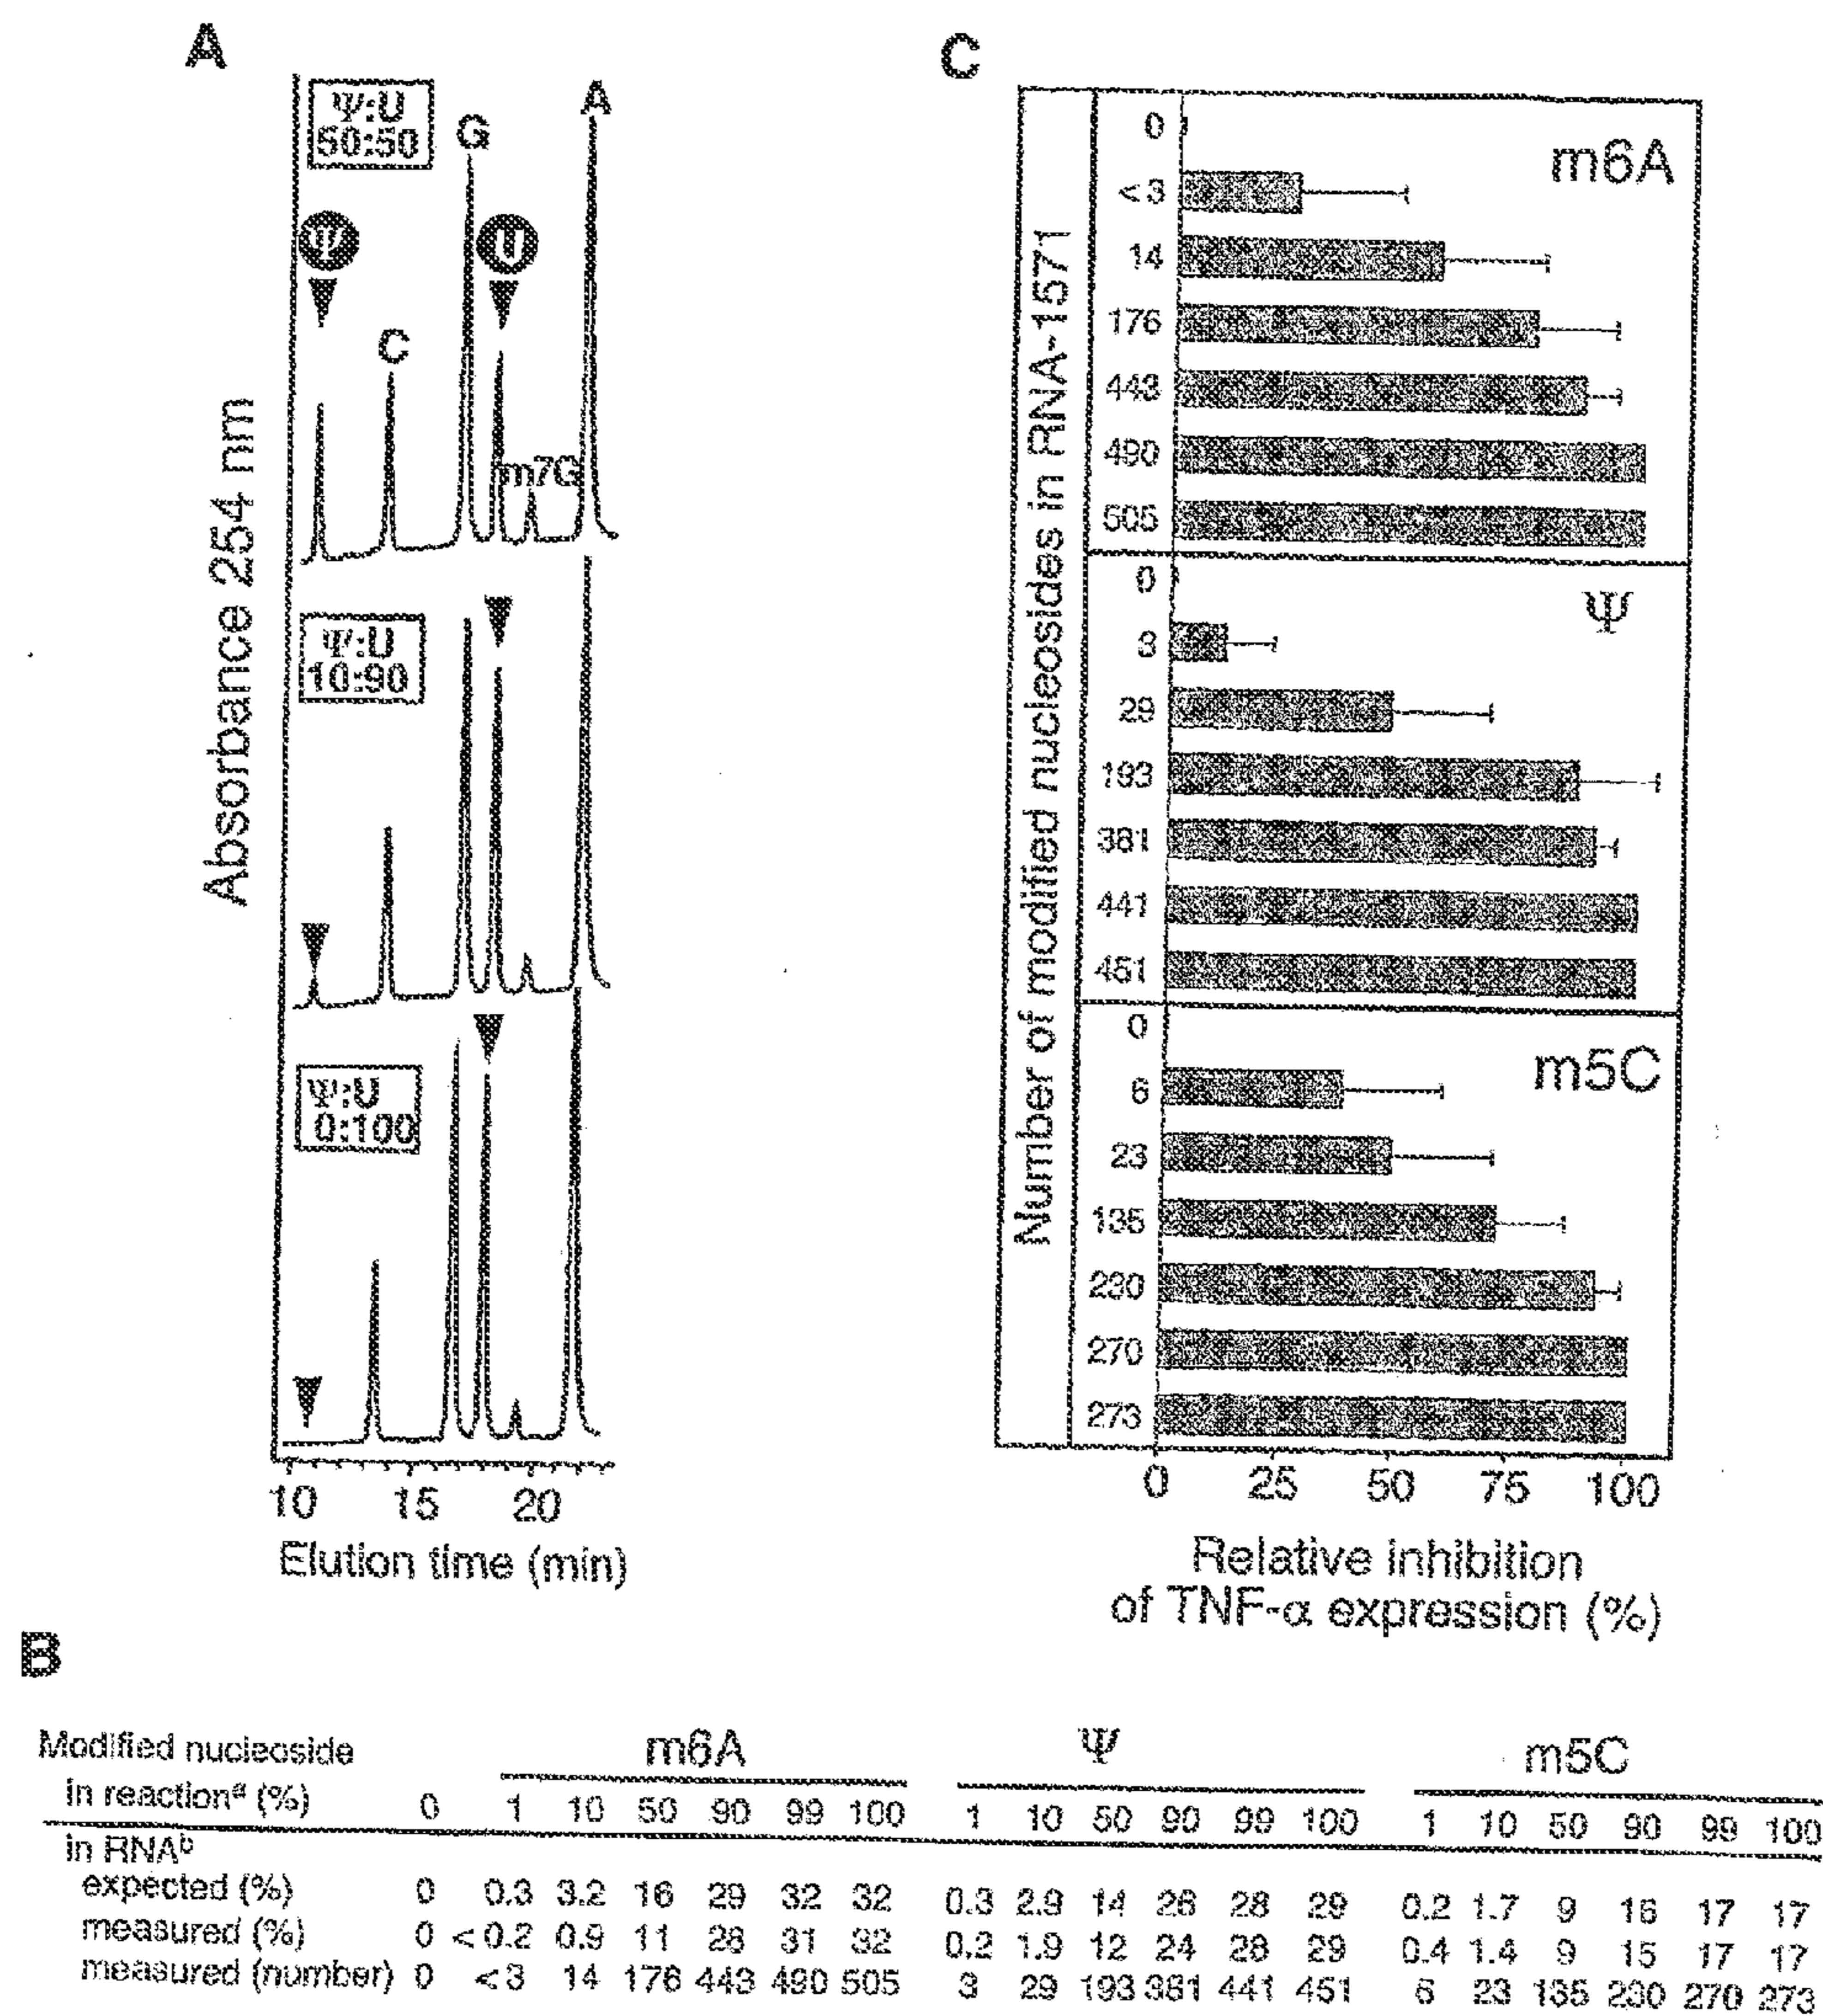 A
Ψ:U
50:50
Ψ
C
G
U
m7G
A
Ψ:U
10:90
Ψ:U
0:100
Absorbance 254 nm
10 15 20
Elution time (min)
C
Number of modified nucleosides in RNA-1571
m6A
0
<3
14
176
443
490
505
Ψ
0
3
29
193
381
441
451
m5C
0
6
23
135
230
270
273
0 25 50 75 100
Relative inhibition
of TNF-α expression (%)
B
Modified nucleoside m6A Ψ m5C
in reactionᵃ (%) 0 1 10 50 90 99 100 1 10 50 90 99 100 1 10 50 90 99 100
in RNAᵇ
expected (%) 0 0.3 3.2 16 29 32 32 0.3 2.9 14 26 28 29 0.2 1.7 9 16 17 17
measured (%) 0 <0.2 0.9 11 28 31 32 0.2 1.9 12 24 28 29 0.4 1.4 9 15 17 17
measured (number) 0 <3 14 176 443 490 505 3 29 193 381 441 451 6 23 135 230 270 273